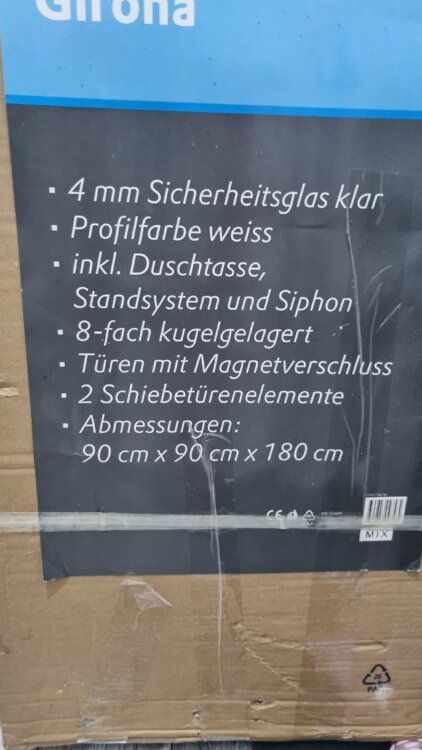 Girona
▪ 4 mm Sicherheitsglas klar
▪ Profilfarbe weiss
▪ inkl. Duschtasse,
Standsystem und Siphon
▪ 8-fach kugelgelagert
▪ Türen mit Magnetverschluss
▪ 2 Schiebetürenelemente
▪ Abmessungen:
90 cm x 90 cm x 180 cm
CE
MIX
20
PAP